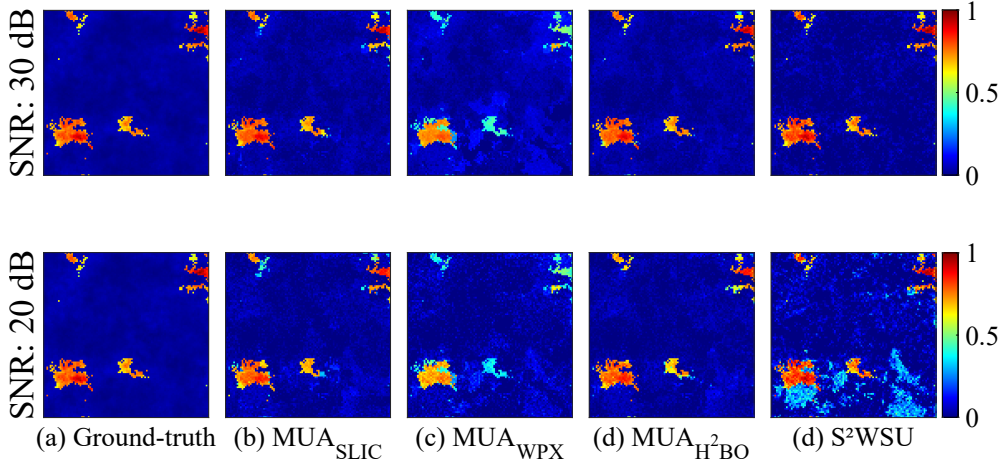 SNR: 30 dB
1
0.5
0
SNR: 20 dB
1
0.5
0
(a) Ground-truth (b) MUA_SLIC (c) MUA_WPX (d) MUA_H²BO (d) S²WSU